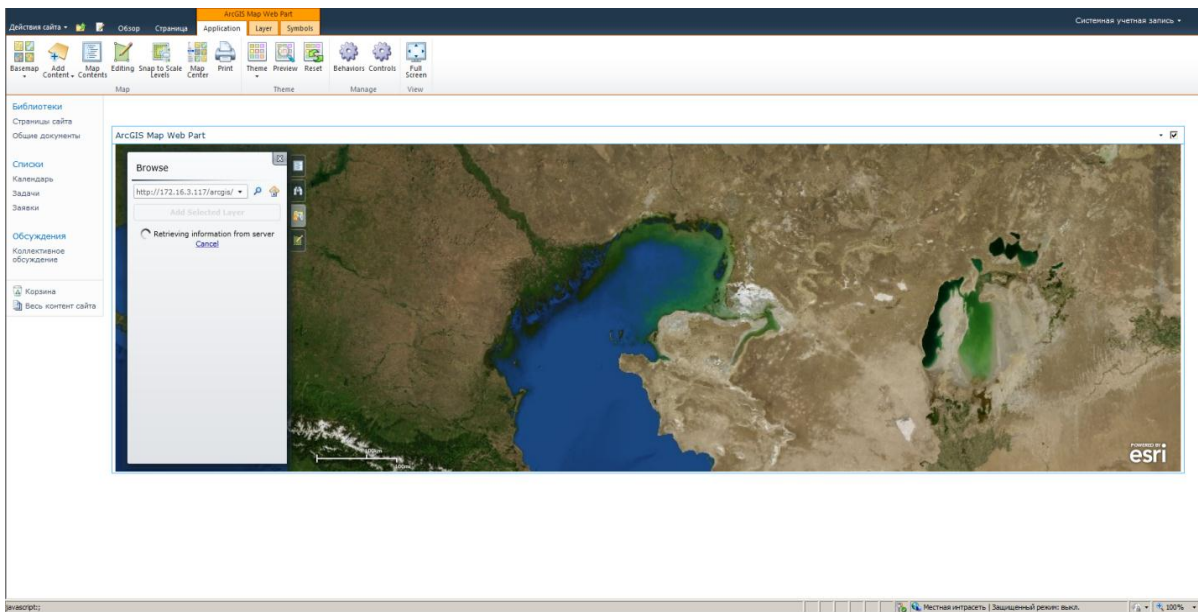 ArcGIS Map Web Part
Действия сайта
Обзор
Страница
Application
Layer
Symbols
Системная учетная запись
Basemap
Add Content
Map Contents
Editing
Snap to Scale Levels
Map Center
Print
Theme
Preview
Reset
Behaviors
Controls
Full Screen
Map
Theme
Manage
View
Библиотеки
Страницы сайта
Общие документы
Списки
Календарь
Задачи
Заявки
Обсуждения
Коллективное
обсуждение
Корзина
Весь контент сайта
ArcGIS Map Web Part
Browse
http://172.16.3.117/arcgis/
Add Selected Layer
Retrieving information from server
Cancel
100km
100mi
POWERED BY
esri
javascript:;
Местная интрасеть | Защищенный режим: выкл.
100%